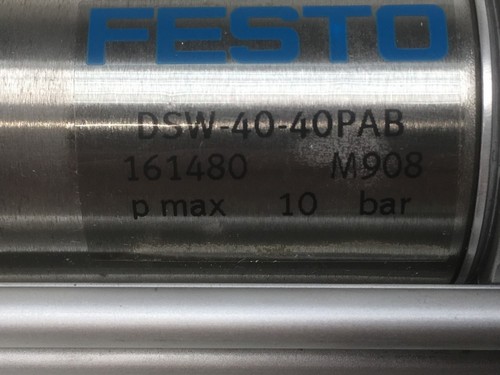 FESTO
DSW-40-40PAB
161480 M908
p max 10 bar